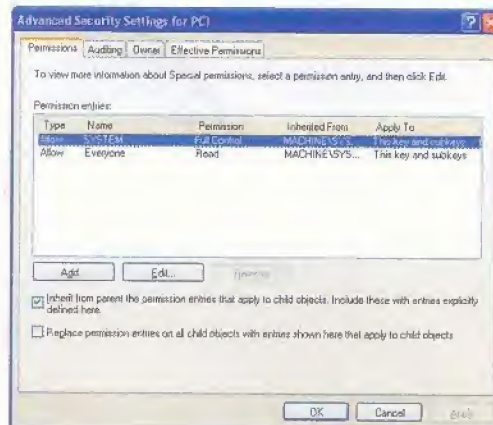 Advanced Security Settings for PCI
Permissions Auditing Owner Effective Permissions
To view more information about Special permissions, select a permission entry, and then click Edit.
Permission entries:
Type Name Permission Inherited From Apply To
Allow SYSTEM Full Control MACHINE\SYS... This key and subkeys
Allow Everyone Read MACHINE\SYS... This key and subkeys
Add... Edit... Remove
Inherit from parent the permission entries that apply to child objects. Include these with entries explicitly
defined here.
Replace permission entries on all child objects with entries shown here that apply to child objects
OK Cancel Apply